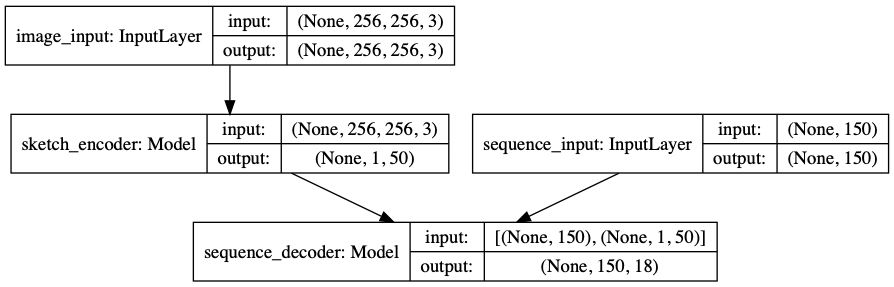 image_input: InputLayer
input: (None, 256, 256, 3)
output: (None, 256, 256, 3)
sketch_encoder: Model
input: (None, 256, 256, 3)
output: (None, 1, 50)
sequence_input: InputLayer
input: (None, 150)
output: (None, 150)
sequence_decoder: Model
input: [(None, 150), (None, 1, 50)]
output: (None, 150, 18)